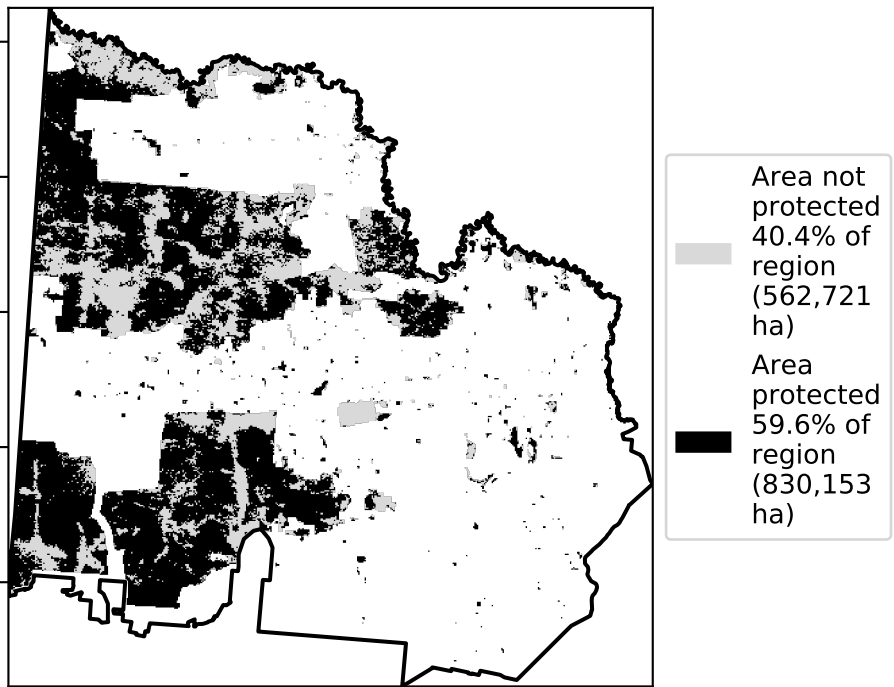 Area not
protected
40.4% of
region
(562,721
ha)
Area
protected
59.6% of
region
(830,153
ha)